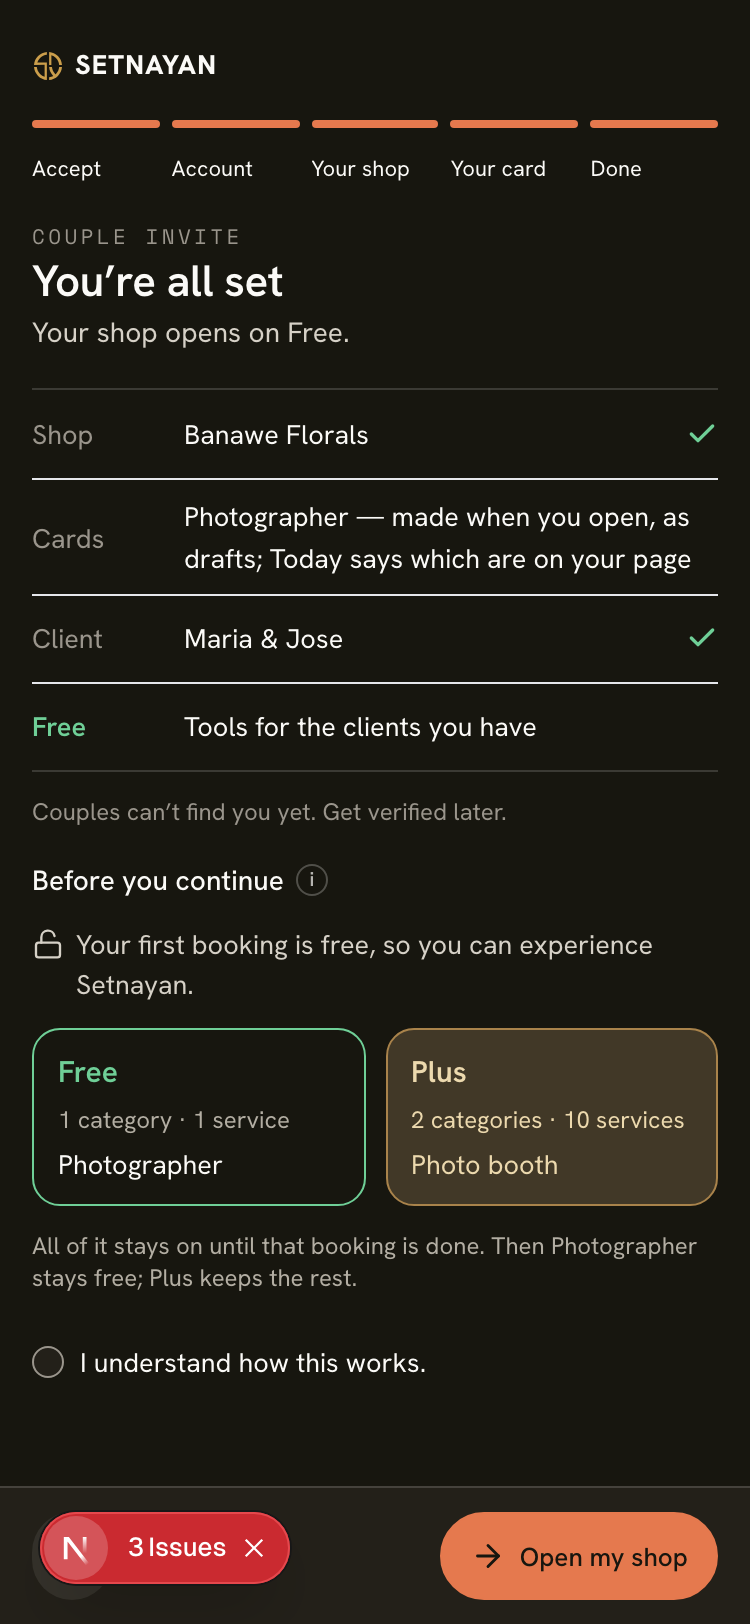 SETNAYAN
Accept
Account
Your shop
Your card
Done
COUPLE INVITE
You’re all set
Your shop opens on Free.
Shop
Banawe Florals
Cards
Photographer — made when you open, as
drafts; Today says which are on your page
Client
Maria & Jose
Free
Tools for the clients you have
Couples can’t find you yet. Get verified later.
Before you continue
i
Your first booking is free, so you can experience
Setnayan.
Free
1 category · 1 service
Photographer
Plus
2 categories · 10 services
Photo booth
All of it stays on until that booking is done. Then Photographer
stays free; Plus keeps the rest.
I understand how this works.
N
3 Issues
Open my shop